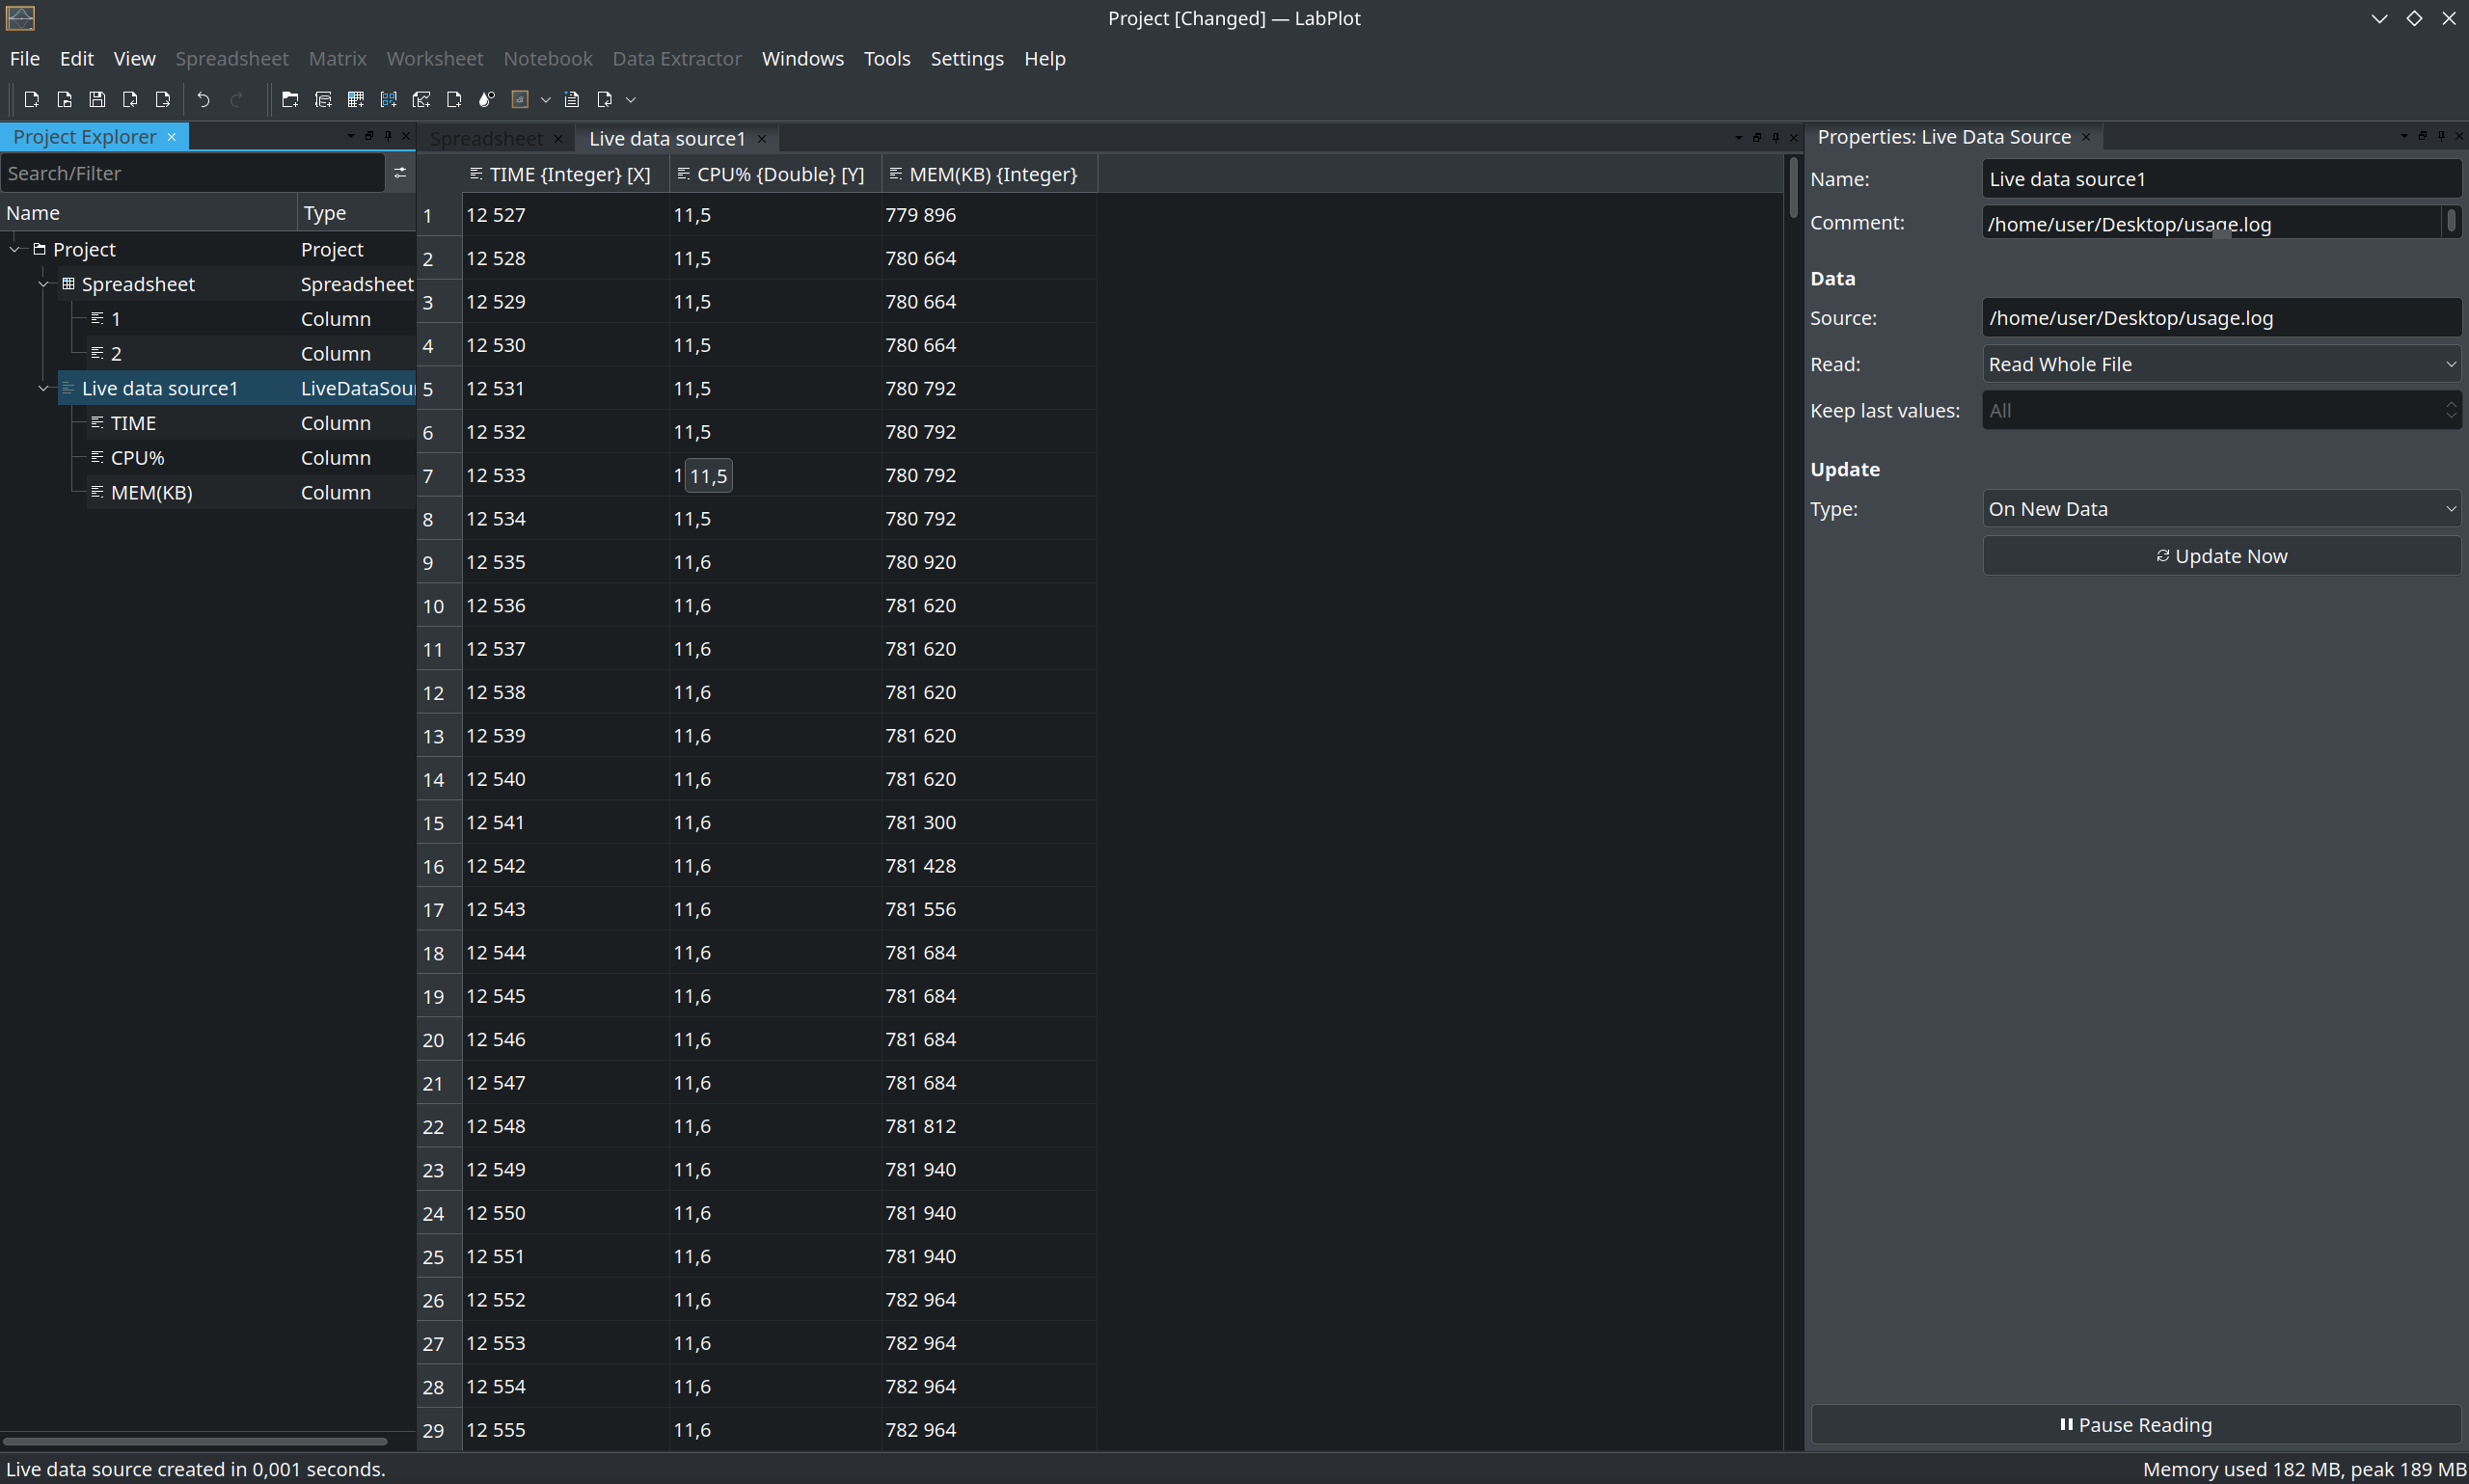 Project [Changed] — LabPlot
File Edit View Spreadsheet Matrix Worksheet Notebook Data Extractor Windows Tools Settings Help
Project Explorer
Search/Filter
Name Type
Project Project
Spreadsheet Spreadsheet
1 Column
2 Column
Live data source1 LiveDataSour
TIME Column
CPU% Column
MEM(KB) Column
Spreadsheet Live data source1
TIME {Integer} [X] CPU% {Double} [Y] MEM(KB) {Integer}
1 12 527 11,5 779 896
2 12 528 11,5 780 664
3 12 529 11,5 780 664
4 12 530 11,5 780 664
5 12 531 11,5 780 792
6 12 532 11,5 780 792
7 12 533 1 11,5 780 792
8 12 534 11,5 780 792
9 12 535 11,6 780 920
10 12 536 11,6 781 620
11 12 537 11,6 781 620
12 12 538 11,6 781 620
13 12 539 11,6 781 620
14 12 540 11,6 781 620
15 12 541 11,6 781 300
16 12 542 11,6 781 428
17 12 543 11,6 781 556
18 12 544 11,6 781 684
19 12 545 11,6 781 684
20 12 546 11,6 781 684
21 12 547 11,6 781 684
22 12 548 11,6 781 812
23 12 549 11,6 781 940
24 12 550 11,6 781 940
25 12 551 11,6 781 940
26 12 552 11,6 782 964
27 12 553 11,6 782 964
28 12 554 11,6 782 964
29 12 555 11,6 782 964
Properties: Live Data Source
Name: Live data source1
Comment: /home/user/Desktop/usage.log
Data
Source: /home/user/Desktop/usage.log
Read: Read Whole File
Keep last values: All
Update
Type: On New Data
Update Now
Pause Reading
Live data source created in 0,001 seconds.
Memory used 182 MB, peak 189 MB